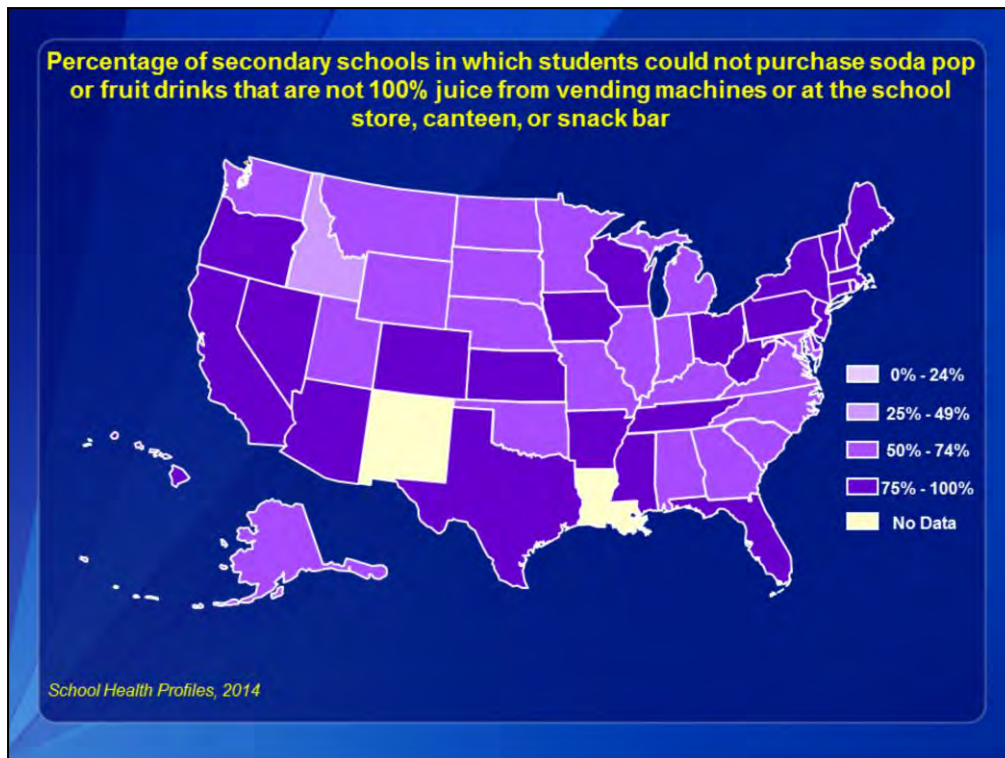 Percentage of secondary schools in which students could not purchase soda pop
or fruit drinks that are not 100% juice from vending machines or at the school
store, canteen, or snack bar
0% - 24%
25% - 49%
50% - 74%
75% - 100%
No Data
School Health Profiles, 2014